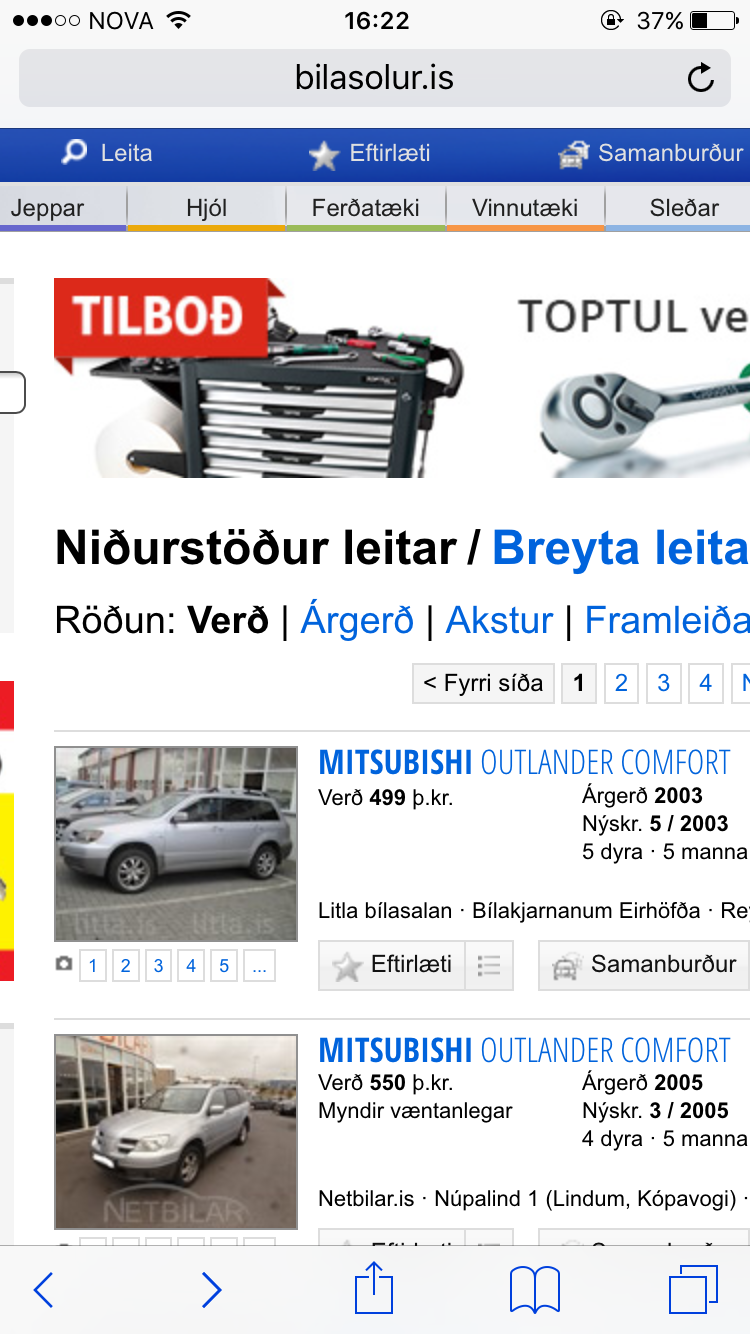 NOVA 16:22 37%
bilasolur.is
Leita Eftirlæti Samanburður
Jeppar Hjól Ferðatæki Vinnutæki Sleðar
TILBOÐ
TOPTUL ve
TOPTUL
Niðurstöður leitar / Breyta leita
Röðun: Verð | Árgerð | Akstur | Framleiða
< Fyrri síða 1 2 3 4 N
MITSUBISHI OUTLANDER COMFORT
Verð 499 þ.kr.
Árgerð 2003
Nýskr. 5 / 2003
5 dyra · 5 manna
litla.is litla.is
Litla bílasalan · Bílakjarnanum Eirhöfða · Rey
1 2 3 4 5 ...
Eftirlæti Samanburður
MITSUBISHI OUTLANDER COMFORT
Verð 550 þ.kr.
Myndir væntanlegar
Árgerð 2005
Nýskr. 3 / 2005
4 dyra · 5 manna
NETBÍLAR
Netbilar.is · Núpalind 1 (Lindum, Kópavogi) ·